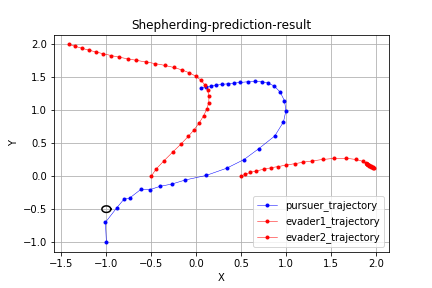 Shepherding-prediction-result
2.0
1.5
1.0
0.5
0.0
−0.5
−1.0
Y
pursuer_trajectory
evader1_trajectory
evader2_trajectory
−1.5 −1.0 −0.5 0.0 0.5 1.0 1.5 2.0
X